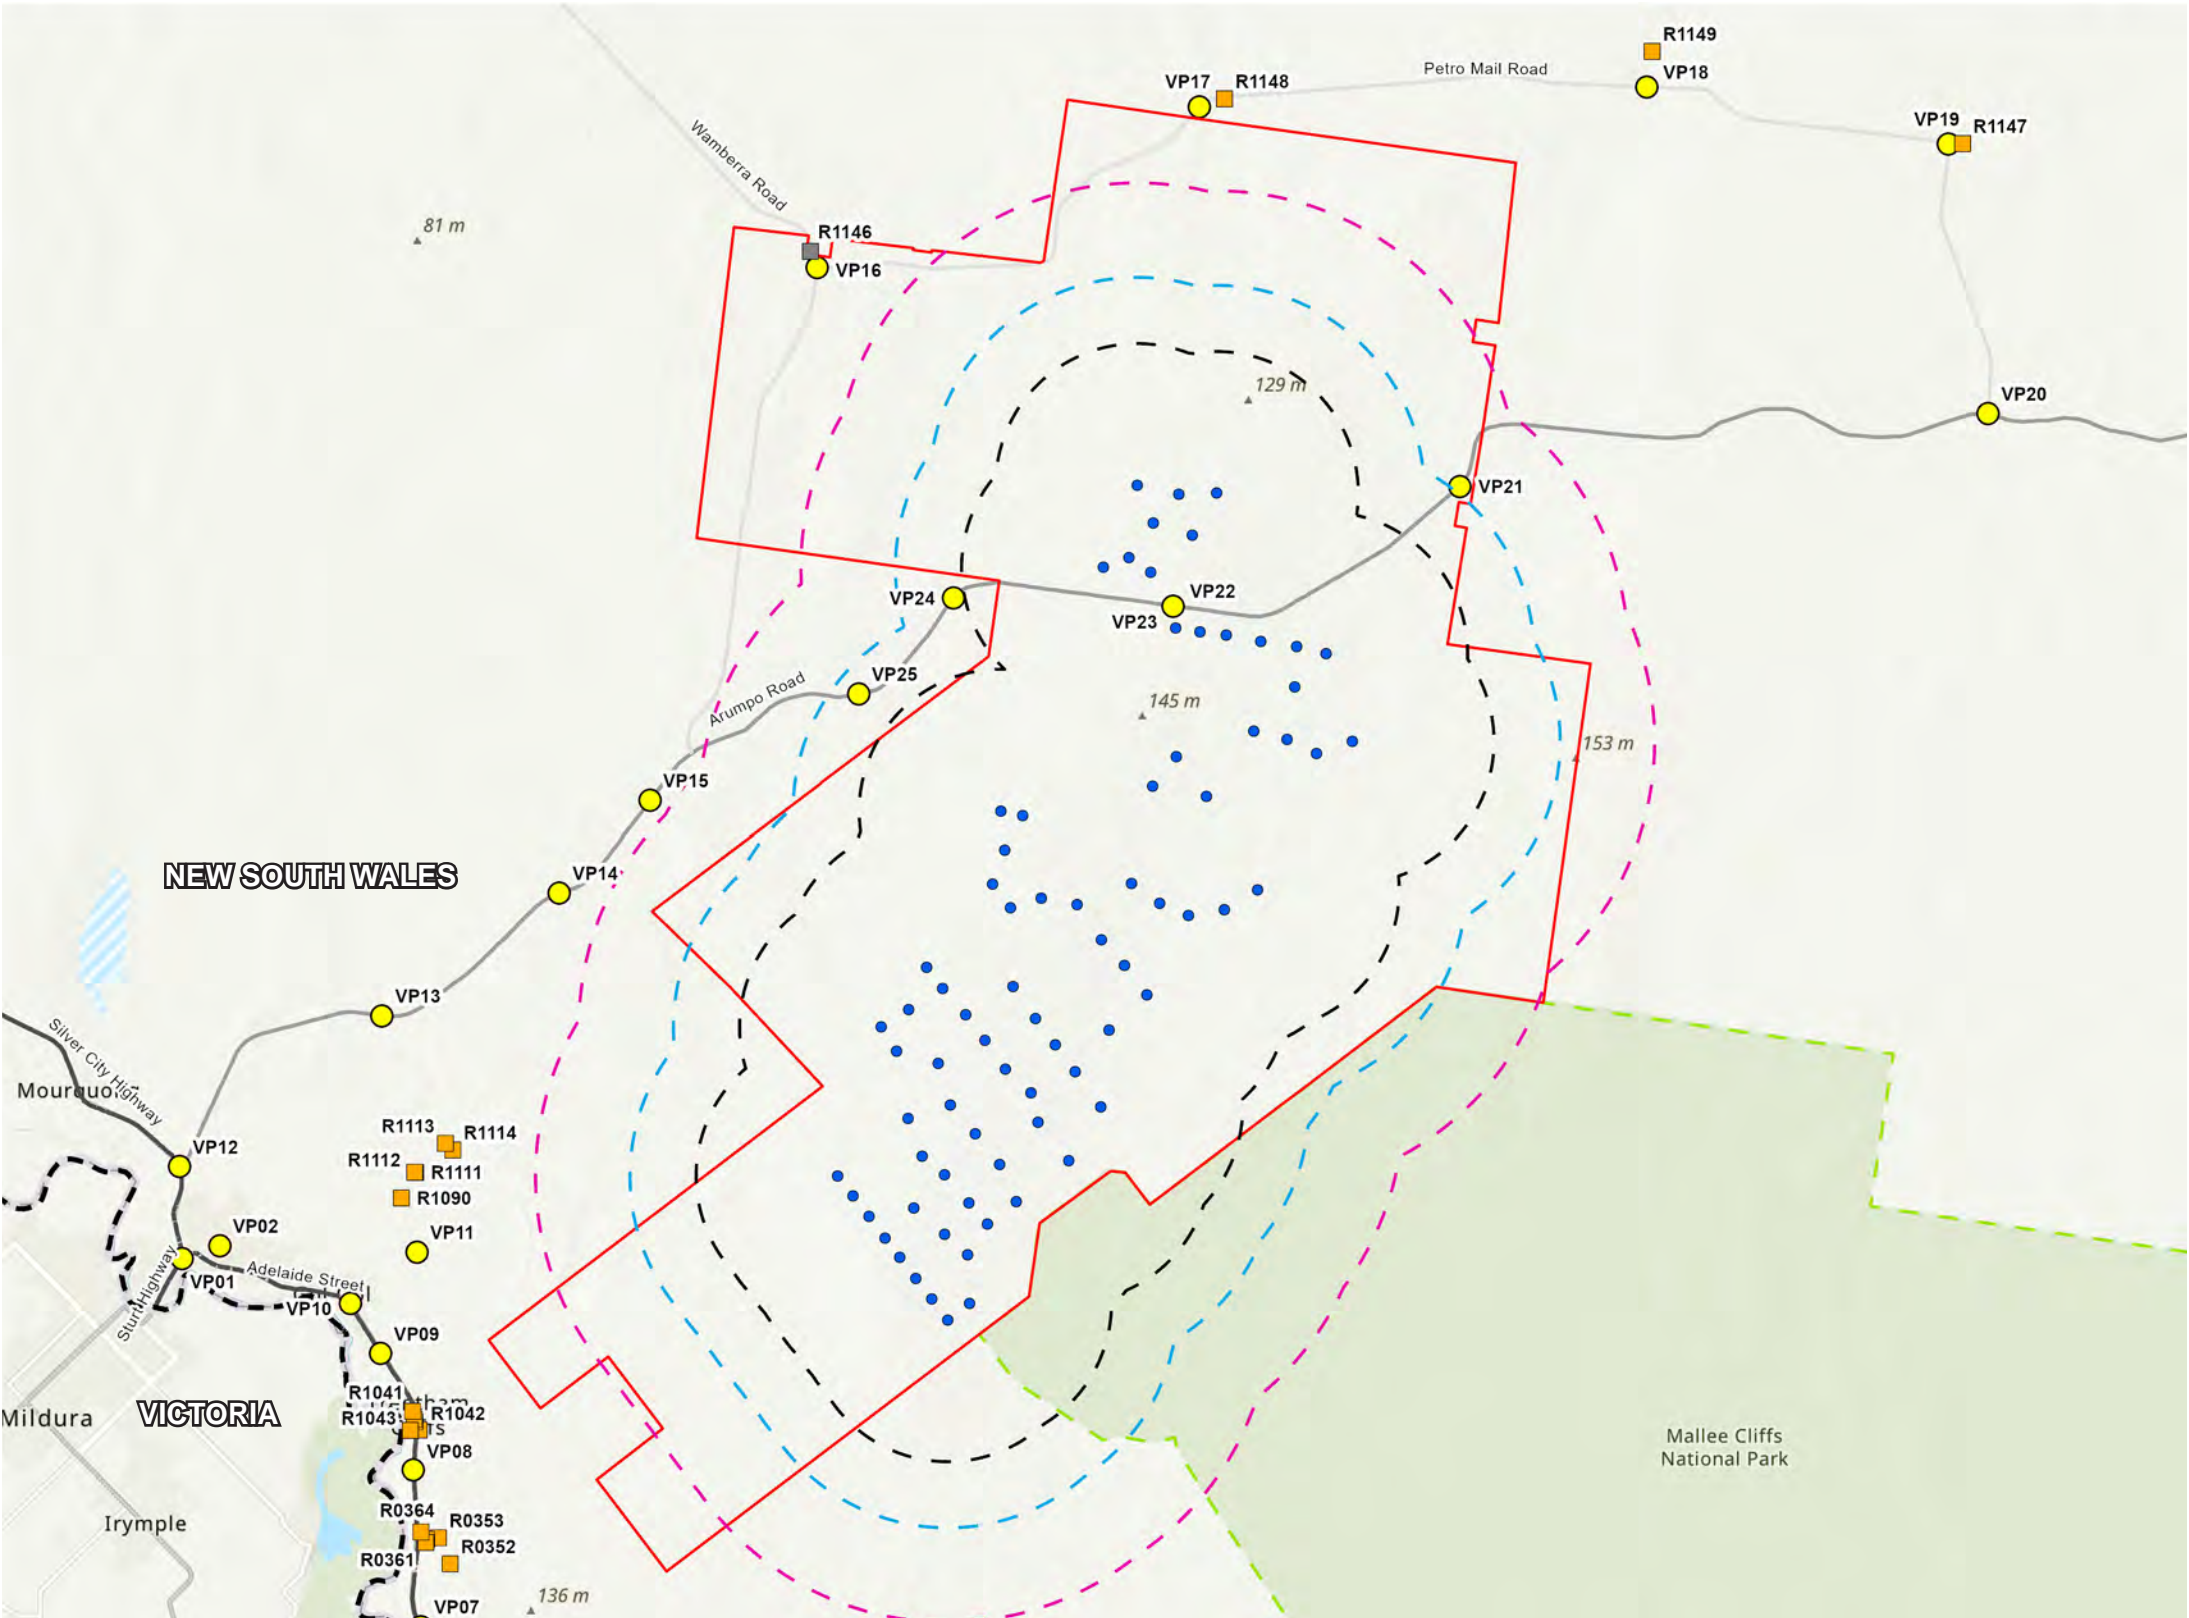 R1149
VP17
R1148
Petro Mail Road
VP18
VP19
R1147
Wamberra Road
81 m
R1146
VP16
129 m
VP20
VP21
VP24
VP22
VP23
VP25
Arumpo Road
145 m
153 m
VP15
NEW SOUTH WALES
VP14
VP13
Silver City Highway
Mourquo
R1113
R1114
VP12
R1112
R1111
R1090
VP02
VP11
VP01
Adelaide Street
VP10
Sturt Highway
VP09
R1041
Mildura
VICTORIA
R1043
R1042
VP08
Mallee Cliffs
National Park
R0364
R0353
Irymple
R0361
R0352
136 m
VP07